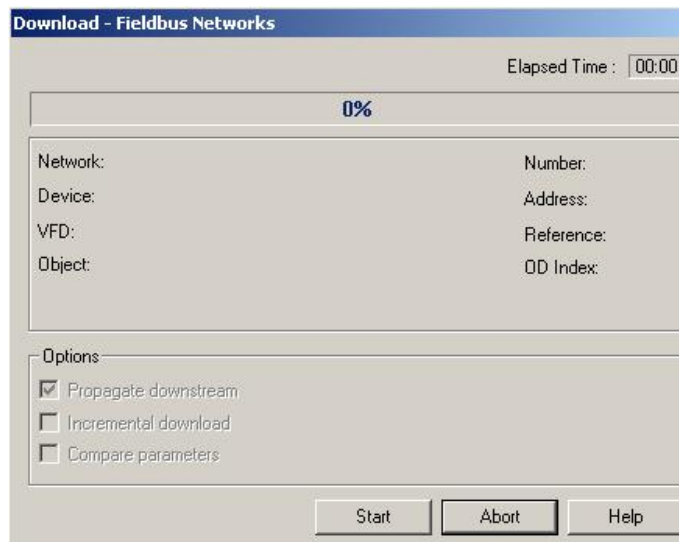 Download - Fieldbus Networks
Elapsed Time : 00:00
0%
Network: Number:
Device: Address:
VFD: Reference:
Object: OD Index:
Options
Propagate downstream
Incremental download
Compare parameters
Start Abort Help